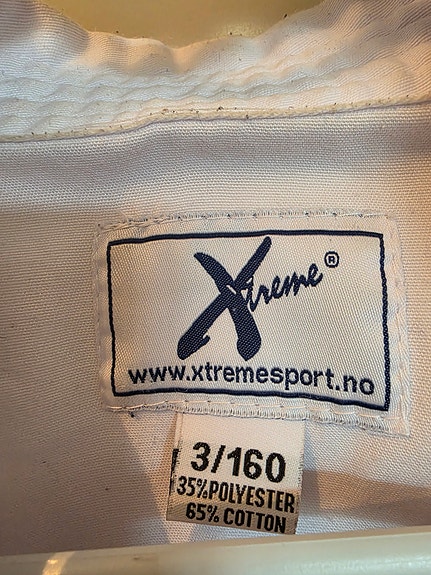 Xtreme®
www.xtremesport.no
3/160
35%POLYESTER
65% COTTON